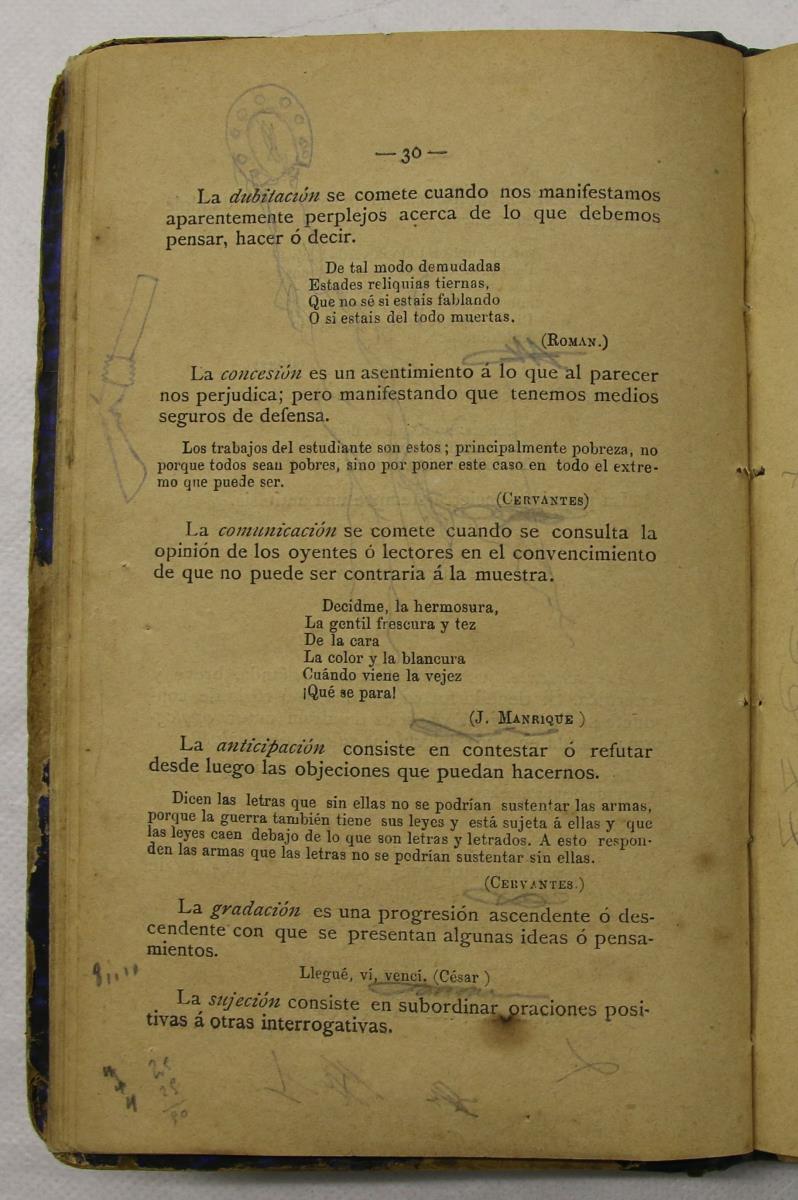 — 30 —
La dubitación se comete cuando nos manifestamos
aparentemente perplejos acerca de lo que debemos
pensar, hacer ó decir.
De tal modo demudadas
Estades reliquias tiernas,
Que no sé si estais fablando
O si estais del todo muertas.
(ROMAN.)
La concesión es un asentimiento á lo que al parecer
nos perjudica; pero manifestando que tenemos medios
seguros de defensa.
Los trabajos del estudiante son estos; principalmente pobreza, no
porque todos sean pobres, sino por poner este caso en todo el extre-
mo que puede ser.
(CERVANTES)
La comunicación se comete cuando se consulta la
opinión de los oyentes ó lectores en el convencimiento
de que no puede ser contraria á la muestra.
Decidme, la hermosura,
La gentil frescura y tez
De la cara
La color y la blancura
Cuándo viene la vejez
¡Qué se para!
(J. MANRIQUE)
La anticipación consiste en contestar ó refutar
desde luego las objeciones que puedan hacernos.
Dicen las letras que sin ellas no se podrían sustentar las armas,
porque la guerra también tiene sus leyes y está sujeta á ellas y que
las leyes caen debajo de lo que son letras y letrados. A esto respon-
den las armas que las letras no se podrían sustentar sin ellas.
(CERVANTES.)
La gradación es una progresión ascendente ó des-
cendente con que se presentan algunas ideas ó pensa-
mientos.
Llegué, ví, vencí. (César)
La sujeción consiste en subordinar oraciones posi-
tivas á otras interrogativas.